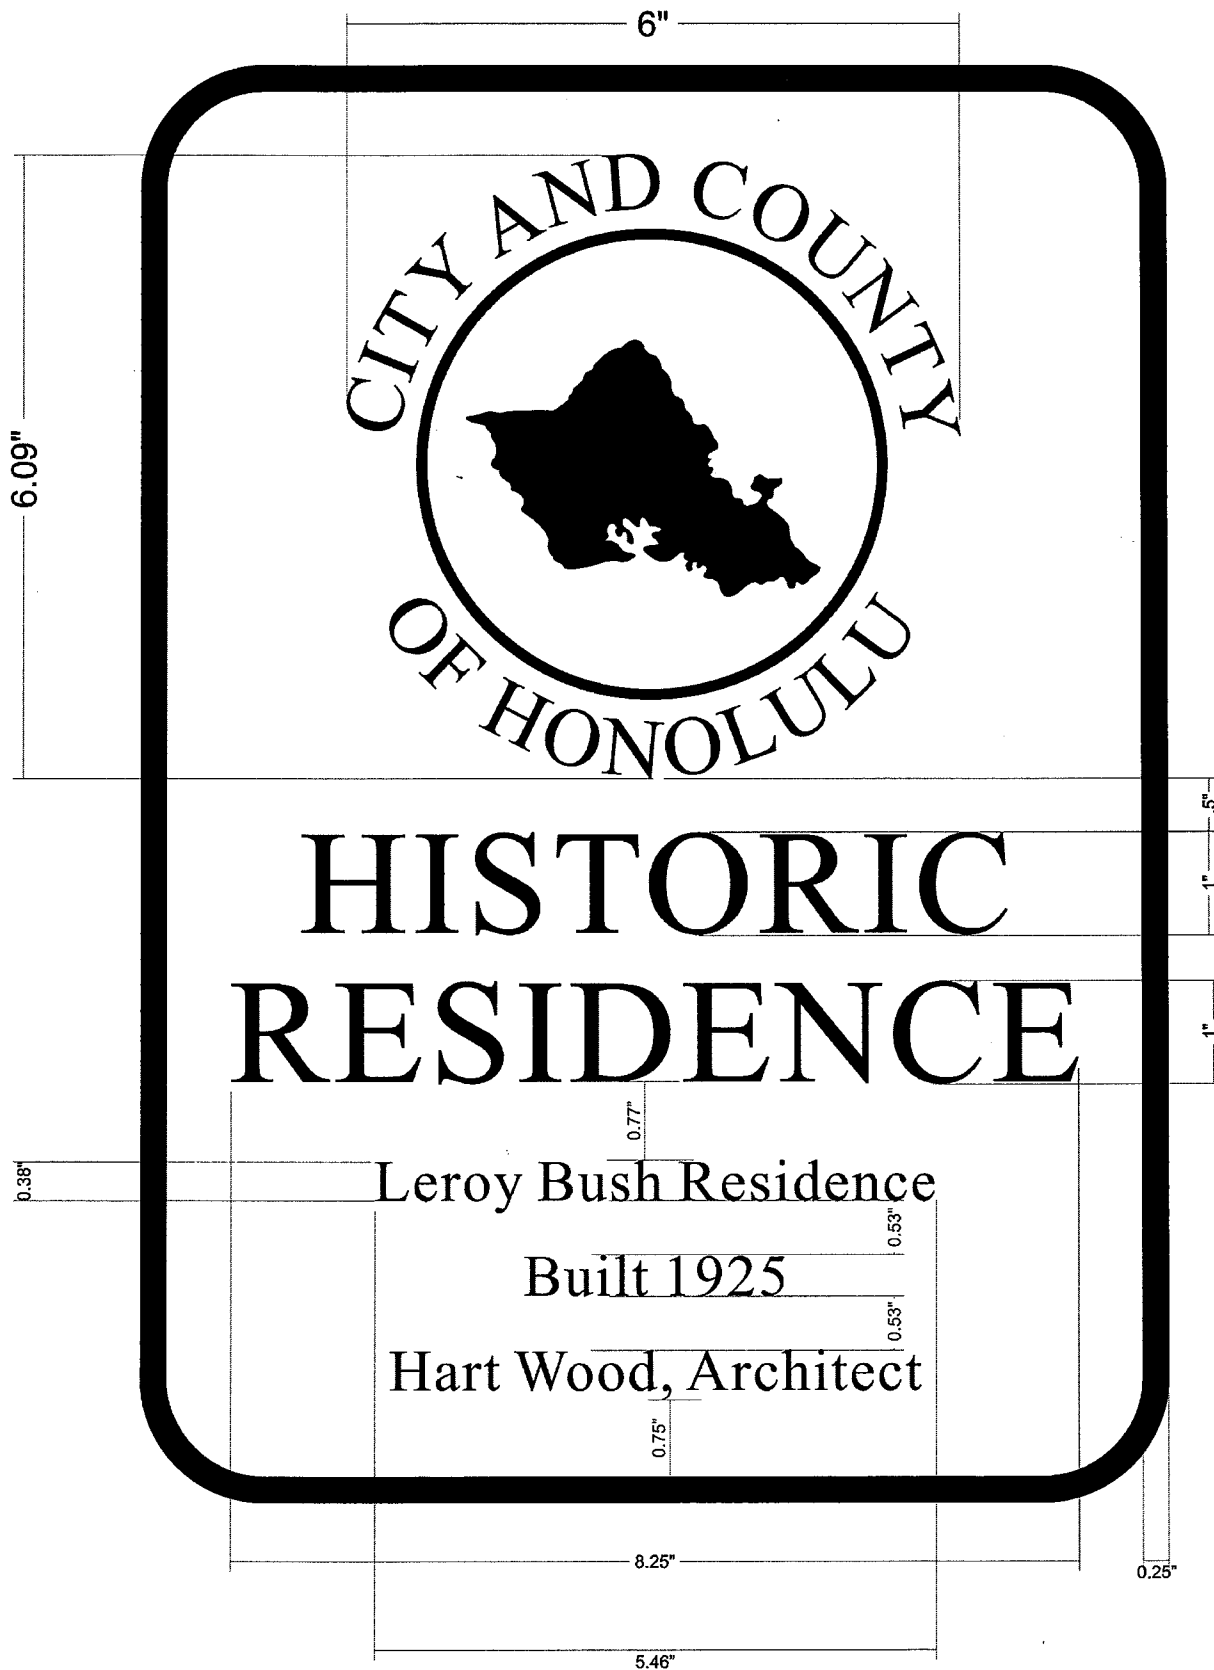 6"
CITY AND COUNTY
6.09"
OF HONOLULU
.5"
HISTORIC
1"
RESIDENCE
1"
0.77"
0.38"
Leroy Bush Residence
0.53"
Built 1925
0.53"
Hart Wood, Architect
0.75"
8.25"
0.25"
5.46"